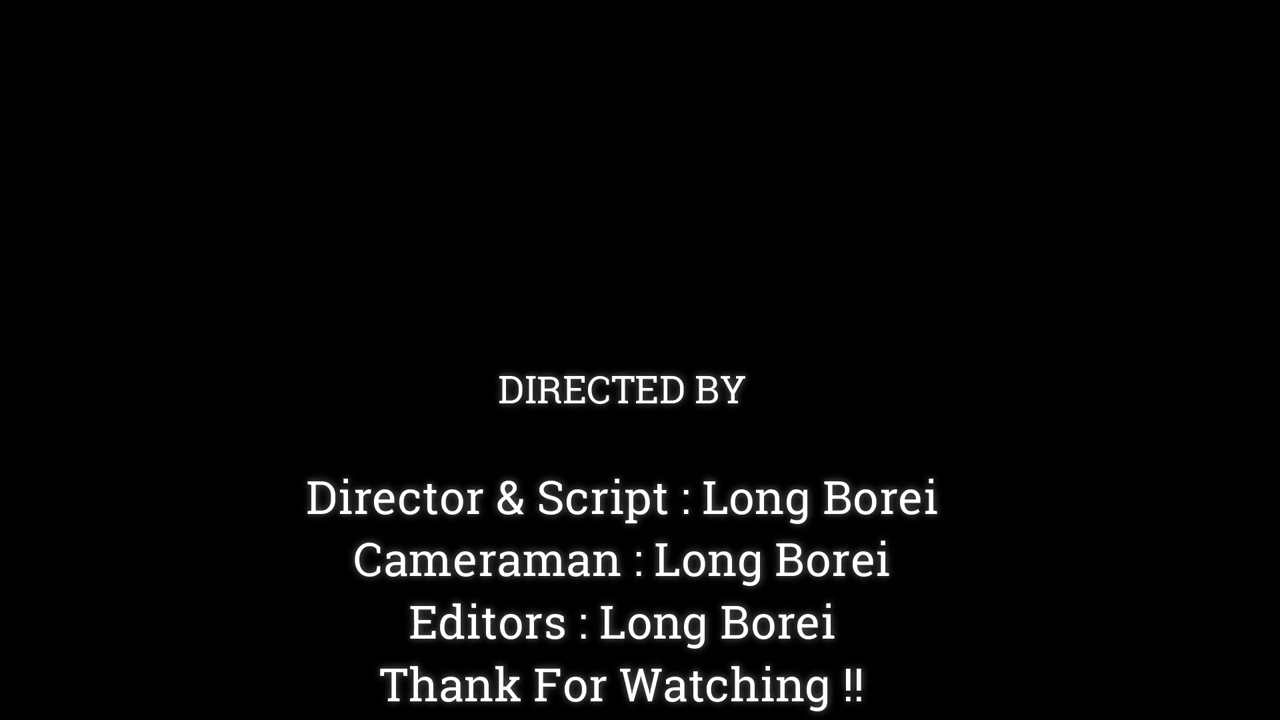 DIRECTED BY
Director & Script : Long Borei
Cameraman : Long Borei
Editors : Long Borei
Thank For Watching !!